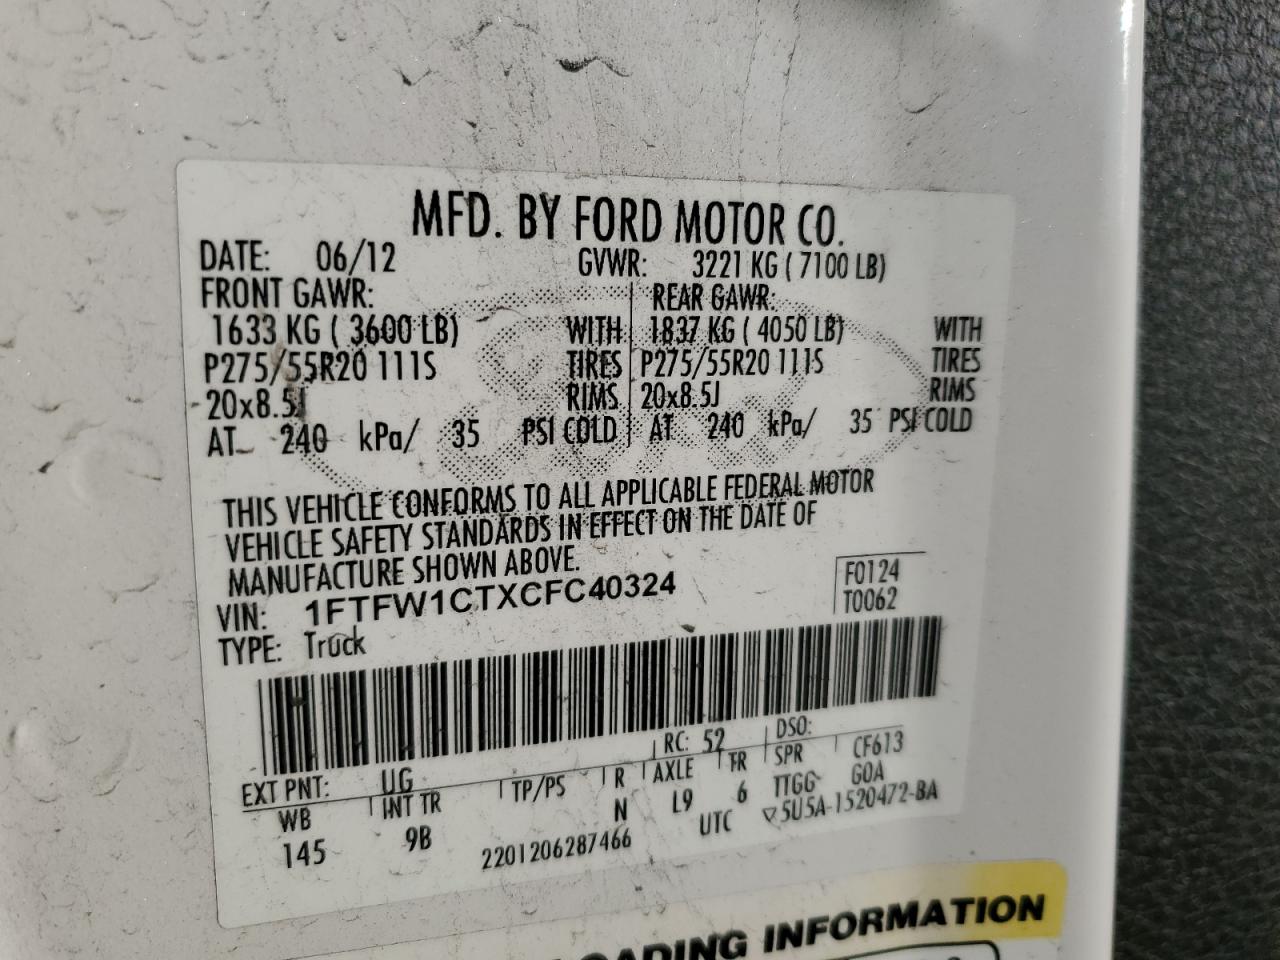 MFD. BY FORD MOTOR CO.
DATE: 06/12 GVWR: 3221 KG ( 7100 LB)
FRONT GAWR: REAR GAWR:
1633 KG ( 3600 LB) WITH 1837 KG ( 4050 LB) WITH
P275/55R20 111S TIRES P275/55R20 111S TIRES
20x8.5J RIMS 20x8.5J RIMS
AT 240 kPa/ 35 PSI COLD AT 240 kPa/ 35 PSI COLD
THIS VEHICLE CONFORMS TO ALL APPLICABLE FEDERAL MOTOR
VEHICLE SAFETY STANDARDS IN EFFECT ON THE DATE OF
MANUFACTURE SHOWN ABOVE.
VIN: 1FTFW1CTXCFC40324 F0124
TYPE: Truck T0062
EXT PNT: UG RC: 52 DSO:
WB INT TR TP/PS R AXLE TR SPR CF613
145 9B N L9 6 TTGG GOA
2201206287466 UTC ▽5U5A-1520472-BA
OADING INFORMATION